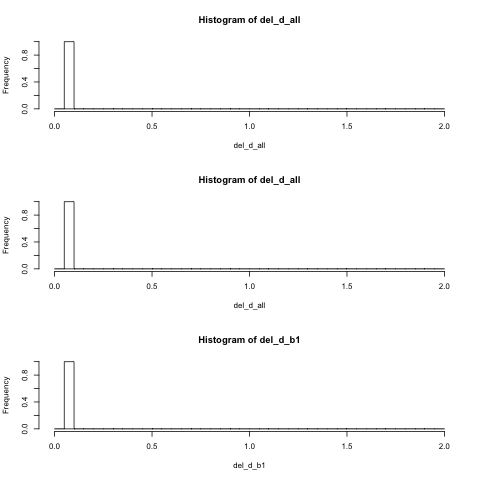 Histogram of del_d_all
Frequency
0.0 0.4 0.8
0.0 0.5 1.0 1.5 2.0
del_d_all
Histogram of del_d_all
Frequency
0.0 0.4 0.8
0.0 0.5 1.0 1.5 2.0
del_d_all
Histogram of del_d_b1
Frequency
0.0 0.4 0.8
0.0 0.5 1.0 1.5 2.0
del_d_b1